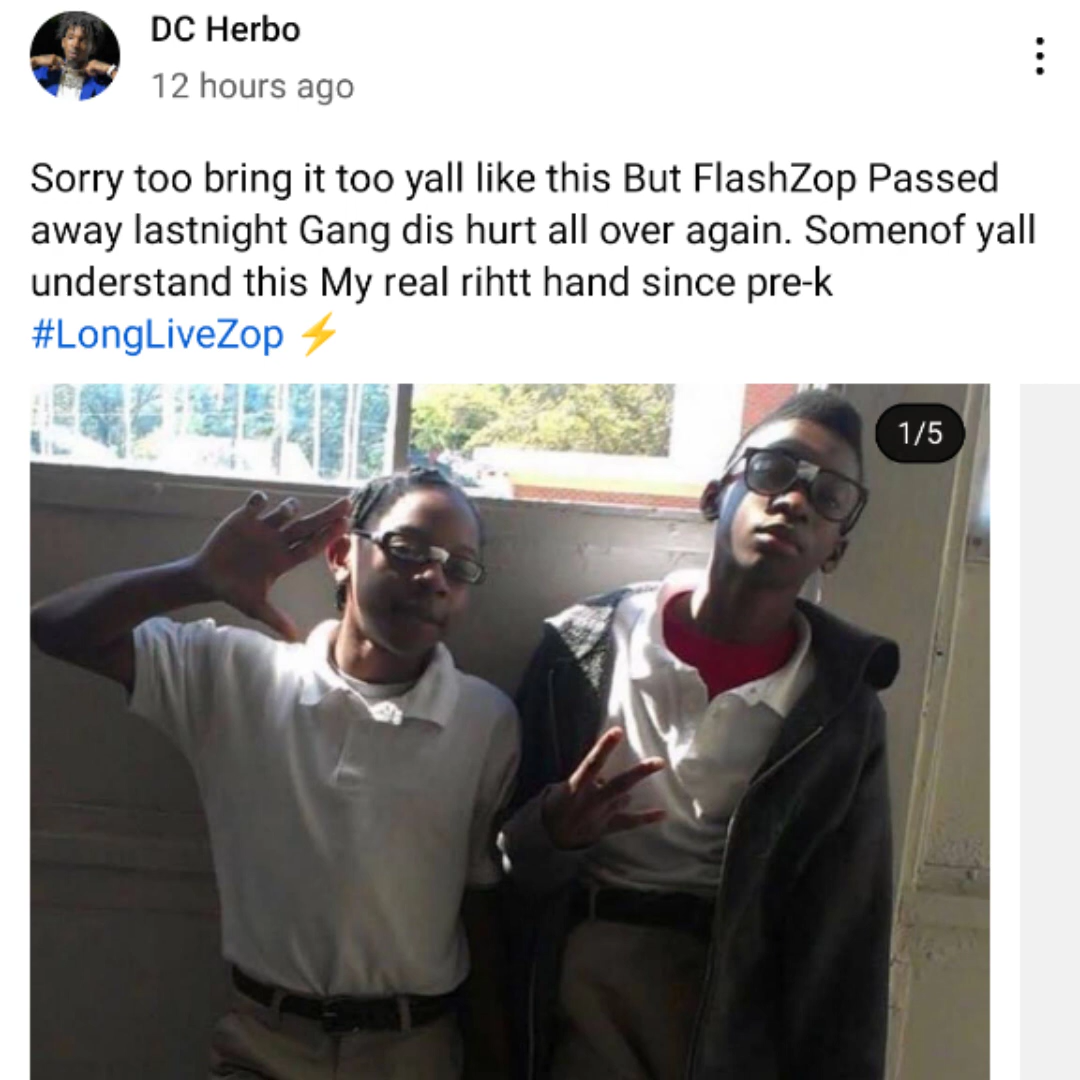 DC Herbo
12 hours ago
Sorry too bring it too yall like this But FlashZop Passed
away lastnight Gang dis hurt all over again. Somenof yall
understand this My real rihtt hand since pre-k
#LongLiveZop ⚡
1/5